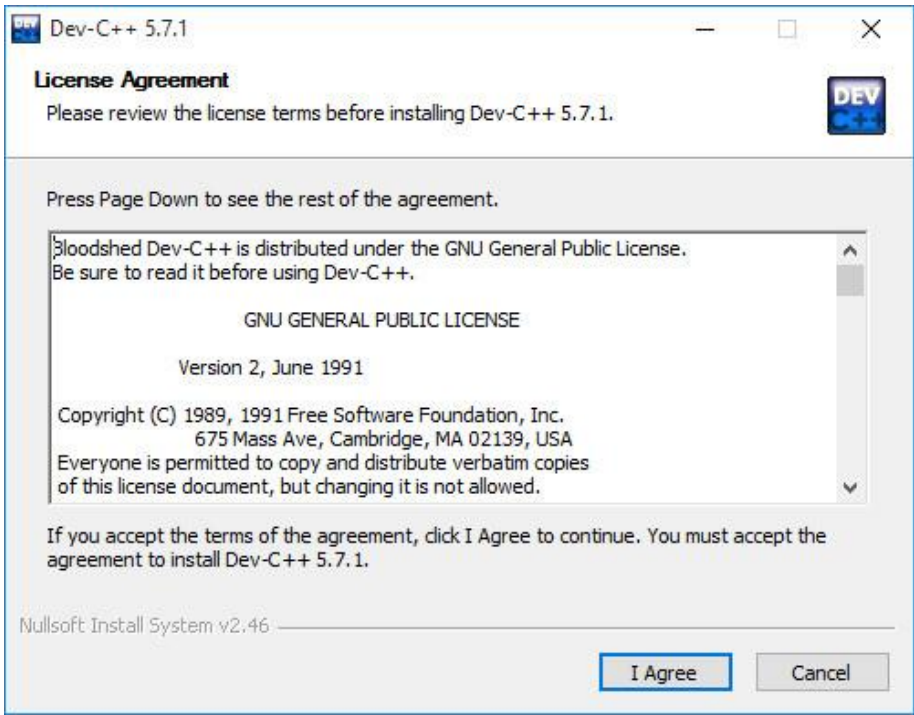 Dev-C++ 5.7.1
License Agreement
Please review the license terms before installing Dev-C++ 5.7.1.
DEV
C++
Press Page Down to see the rest of the agreement.
Bloodshed Dev-C++ is distributed under the GNU General Public License.
Be sure to read it before using Dev-C++.
GNU GENERAL PUBLIC LICENSE
Version 2, June 1991
Copyright (C) 1989, 1991 Free Software Foundation, Inc.
675 Mass Ave, Cambridge, MA 02139, USA
Everyone is permitted to copy and distribute verbatim copies
of this license document, but changing it is not allowed.
If you accept the terms of the agreement, click I Agree to continue. You must accept the
agreement to install Dev-C++ 5.7.1.
Nullsoft Install System v2.46
I Agree
Cancel